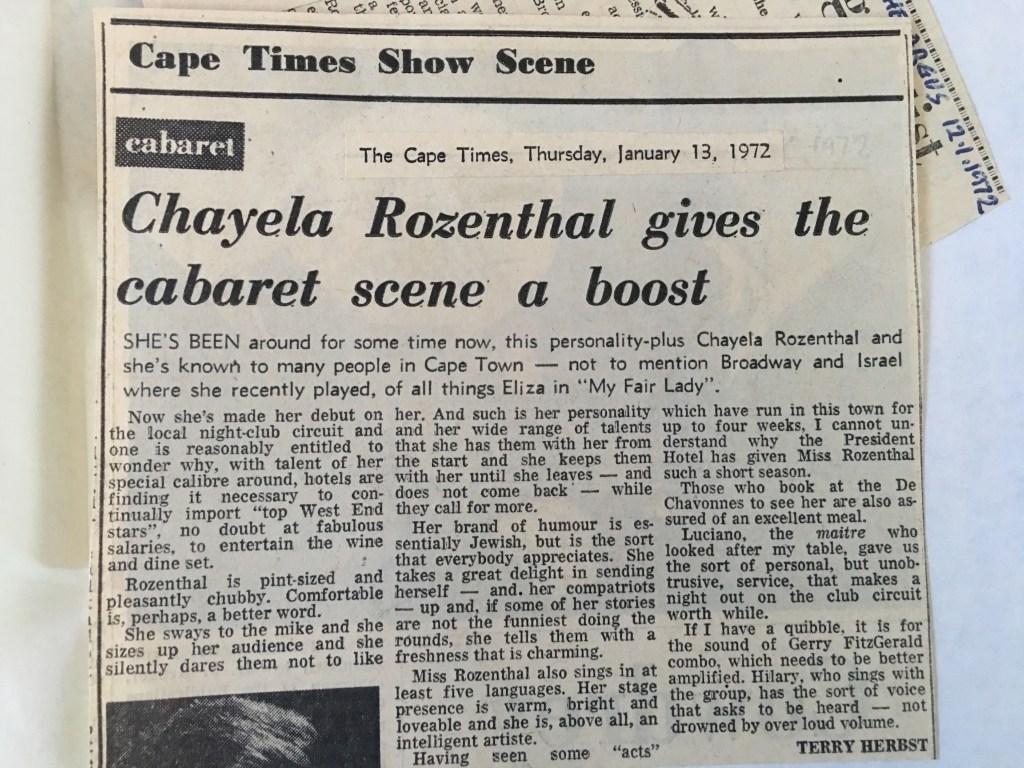 Cape Times Show Scene
cabaret
The Cape Times, Thursday, January 13, 1972
1972
Chayela Rozenthal gives the
cabaret scene a boost
SHE'S BEEN around for some time now, this personality-plus Chayela Rozenthal and
she's known to many people in Cape Town — not to mention Broadway and Israel
where she recently played, of all things Eliza in "My Fair Lady".
Now she's made her debut on
the local night-club circuit and
one is reasonably entitled to
wonder why, with talent of her
special calibre around, hotels are
finding it necessary to con-
tinually import "top West End
stars", no doubt at fabulous
salaries, to entertain the wine
and dine set.
Rozenthal is pint-sized and
pleasantly chubby. Comfortable
is, perhaps, a better word.
She sways to the mike and she
sizes up her audience and she
silently dares them not to like
her. And such is her personality
and her wide range of talents
that she has them with her from
the start and she keeps them
with her until she leaves — and
does not come back — while
they call for more.
Her brand of humour is es-
sentially Jewish, but is the sort
that everybody appreciates. She
takes a great delight in sending
herself — and. her compatriots
— up and, if some of her stories
are not the funniest doing the
rounds, she tells them with a
freshness that is charming.
Miss Rozenthal also sings in at
least five languages. Her stage
presence is warm, bright and
loveable and she is, above all, an
intelligent artiste.
Having seen some "acts"
which have run in this town for
up to four weeks, I cannot un-
derstand why the President
Hotel has given Miss Rozenthal
such a short season.
Those who book at the De
Chavonnes to see her are also as-
sured of an excellent meal.
Luciano, the maitre who
looked after my table, gave us
the sort of personal, but unob-
trusive, service, that makes a
night out on the club circuit
worth while.
If I have a quibble, it is for
the sound of Gerry FitzGerald
combo, which needs to be better
amplified. Hilary, who sings with
the group, has the sort of voice
that asks to be heard — not
drowned by over loud volume.
TERRY HERBST
THE ARGUS 12.1.1972